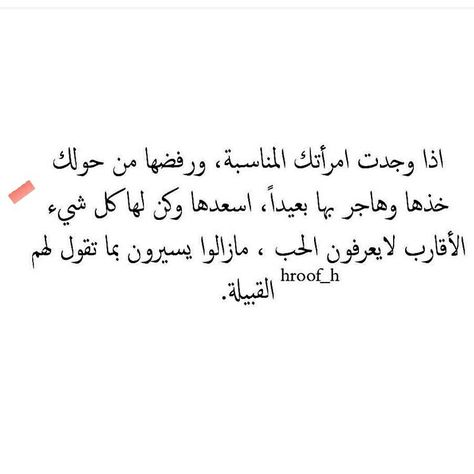 اذا وجدت امرأتك المناسبة، ورفضها من حولك
خذها وهاجر بها بعيداً، اسعدها وكن لها كل شيء
الأقارب لايعرفون الحب ، مازالوا يسيرون بما تقول لهم
القبيلة.
hroof_h